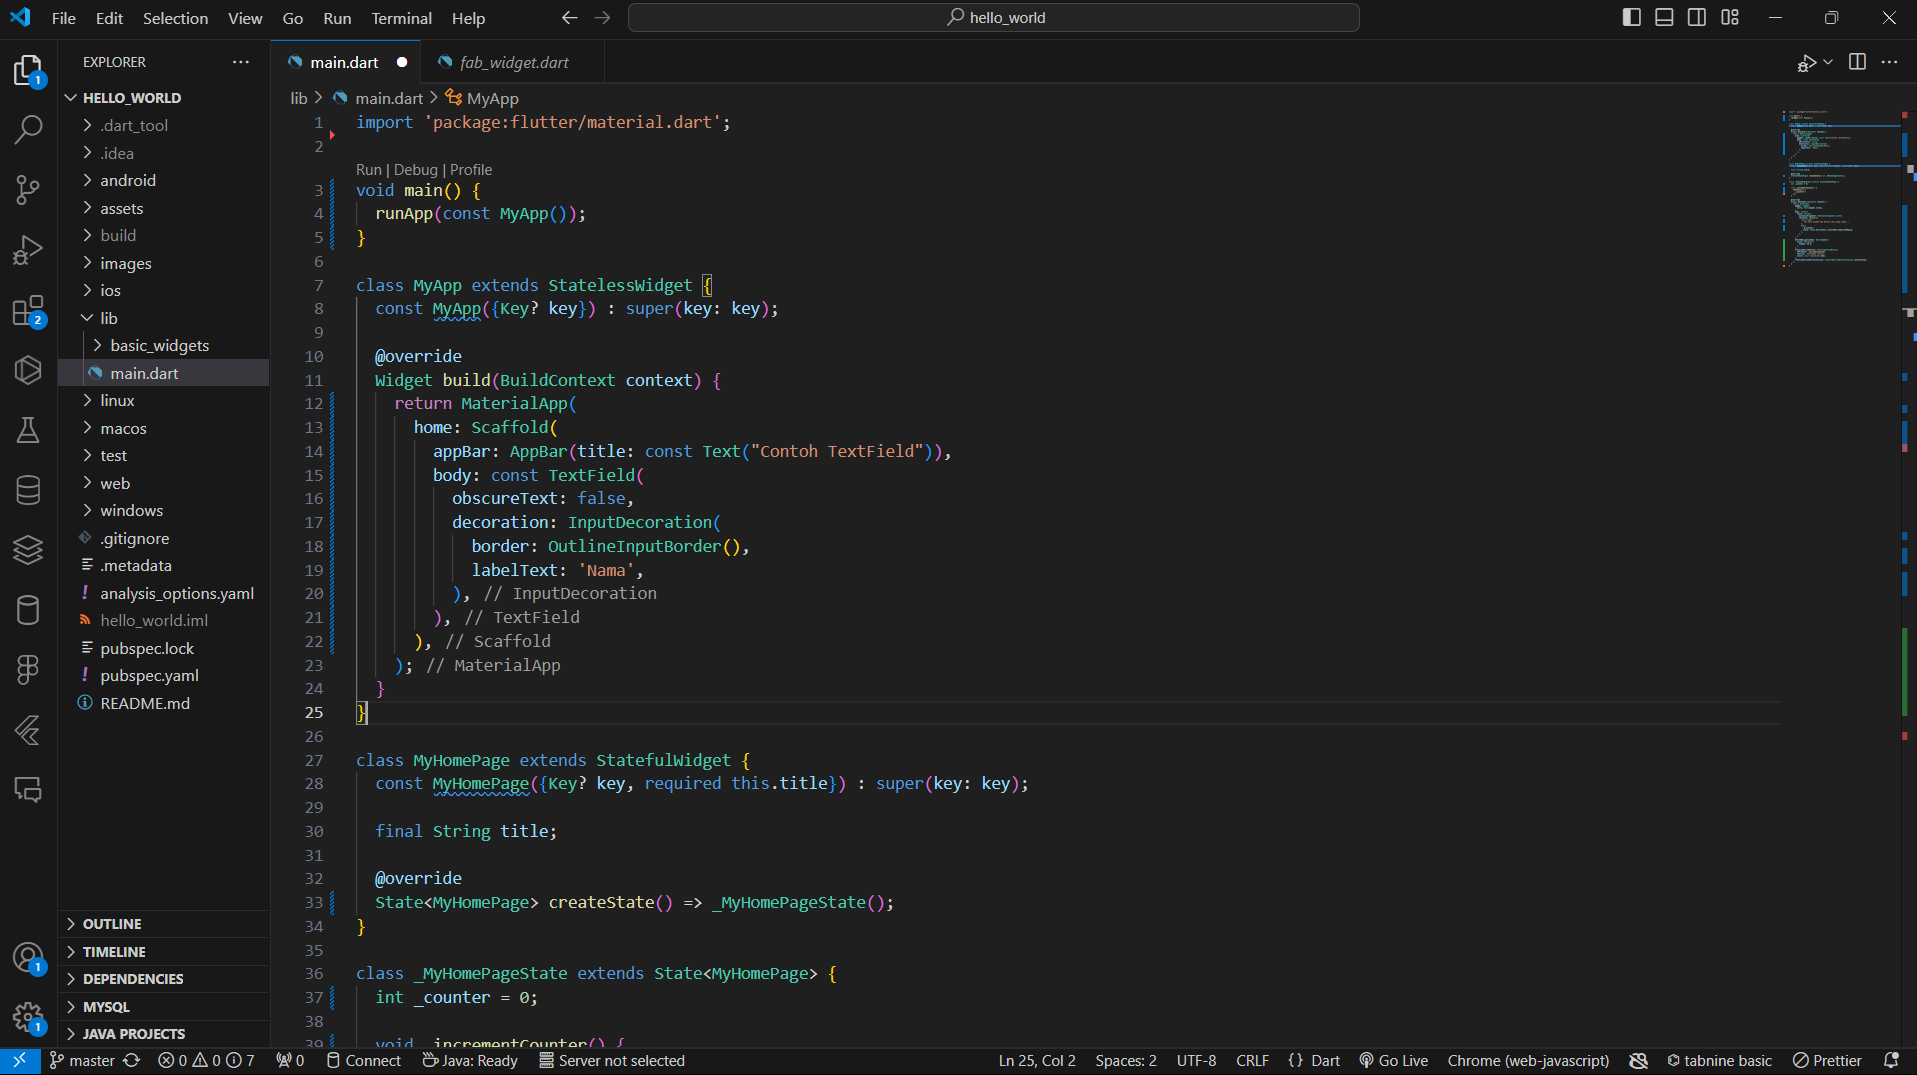 File Edit Selection View Go Run Terminal Help
hello_world
EXPLORER
HELLO_WORLD
.dart_tool
.idea
android
assets
build
images
ios
lib
basic_widgets
main.dart
linux
macos
test
web
windows
.gitignore
.metadata
analysis_options.yaml
hello_world.iml
pubspec.lock
pubspec.yaml
README.md
OUTLINE
TIMELINE
DEPENDENCIES
MYSQL
JAVA PROJECTS
1
2
1
1
main.dart fab_widget.dart
lib > main.dart > MyApp
1 import 'package:flutter/material.dart';
2
Run | Debug | Profile
3 void main() {
4 runApp(const MyApp());
5 }
6
7 class MyApp extends StatelessWidget {
8 const MyApp({Key? key}) : super(key: key);
9
10 @override
11 Widget build(BuildContext context) {
12 return MaterialApp(
13 home: Scaffold(
14 appBar: AppBar(title: const Text("Contoh TextField")),
15 body: const TextField(
16 obscureText: false,
17 decoration: InputDecoration(
18 border: OutlineInputBorder(),
19 labelText: 'Nama',
20 ), // InputDecoration
21 ), // TextField
22 ), // Scaffold
23 ); // MaterialApp
24 }
25 }
26
27 class MyHomePage extends StatefulWidget {
28 const MyHomePage({Key? key, required this.title}) : super(key: key);
29
30 final String title;
31
32 @override
33 State<MyHomePage> createState() => _MyHomePageState();
34 }
35
36 class _MyHomePageState extends State<MyHomePage> {
37 int _counter = 0;
38
39 void _incrementCounter() {
master 0 0 7 0 Connect Java: Ready Server not selected Ln 25, Col 2 Spaces: 2 UTF-8 CRLF {} Dart Go Live Chrome (web-javascript) tabnine basic Prettier